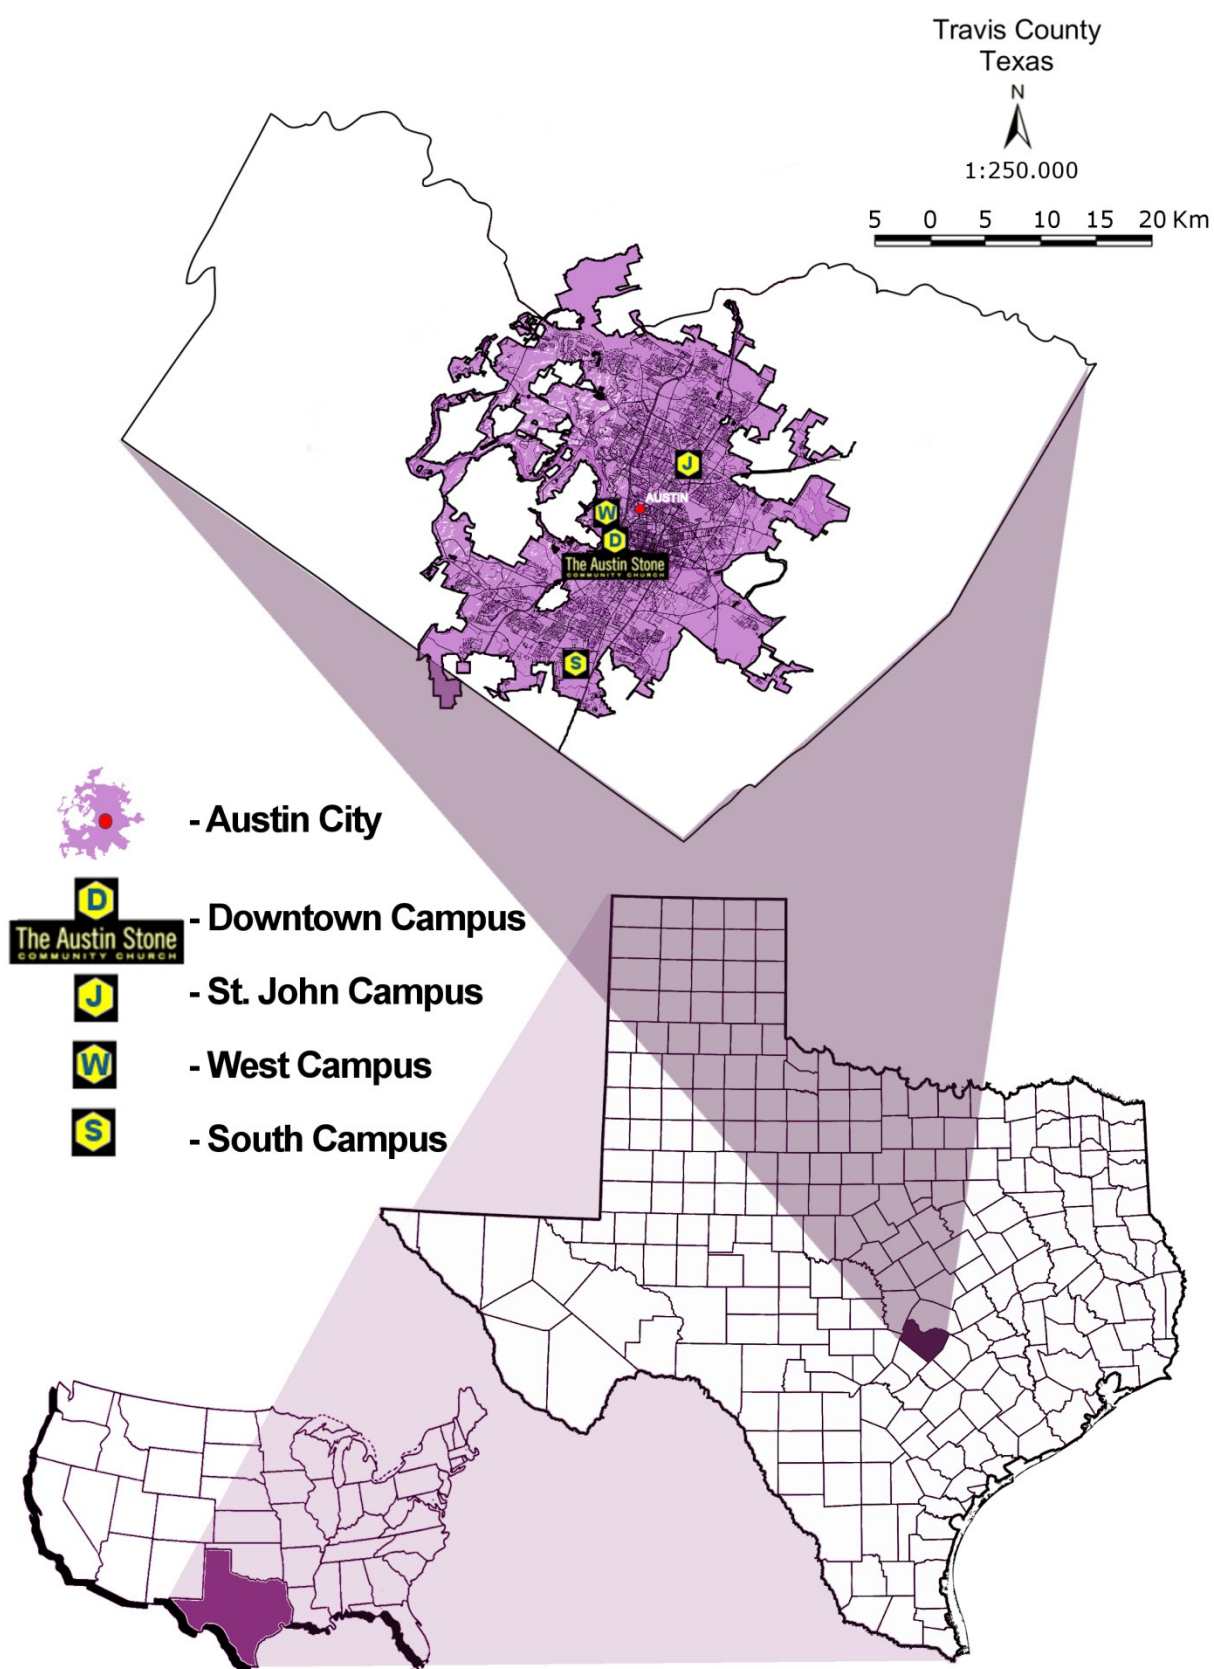 Travis County
Texas
N
1:250.000
5 0 5 10 15 20 Km
J
AUSTIN
W
D
The Austin Stone
COMMUNITY CHURCH
S
- Austin City
D
The Austin Stone
COMMUNITY CHURCH
- Downtown Campus
J
- St. John Campus
W
- West Campus
S
- South Campus